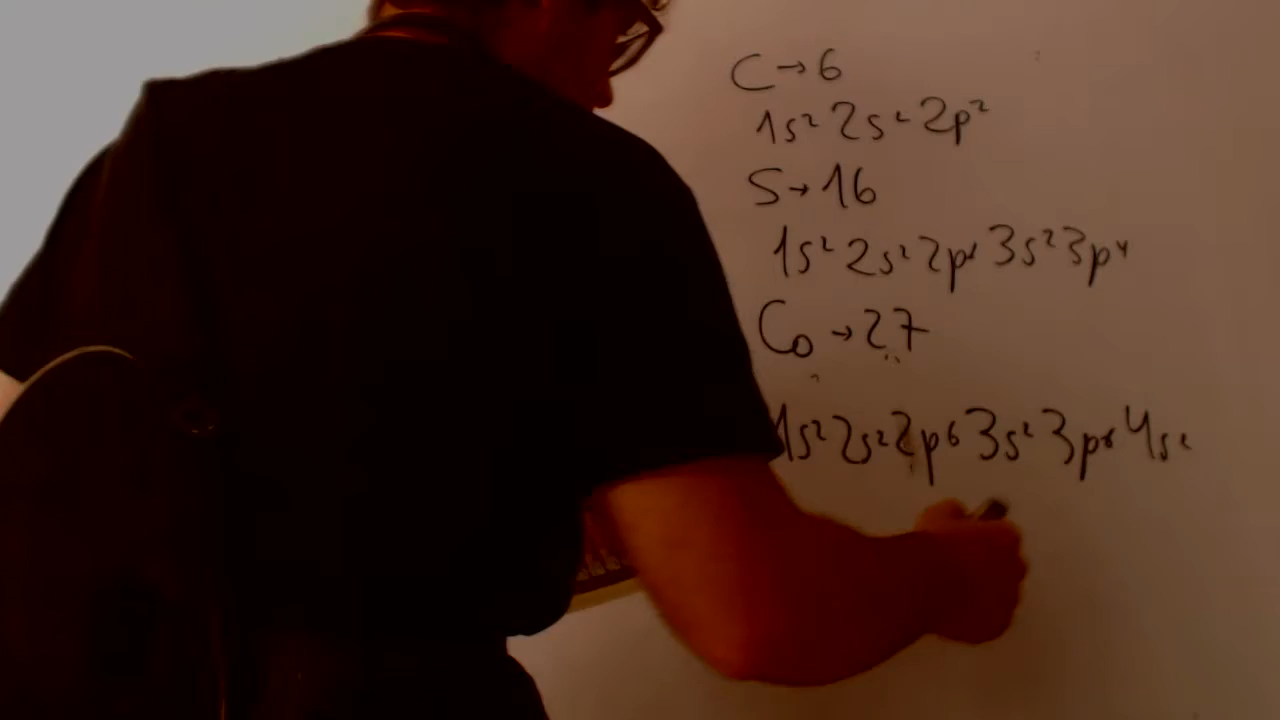 C → 6
1s² 2s² 2p²
S → 16
1s² 2s² 2p⁶ 3s² 3p⁴
Co → 27
1s² 2s² 2p⁶ 3s² 3p⁶ 4s²